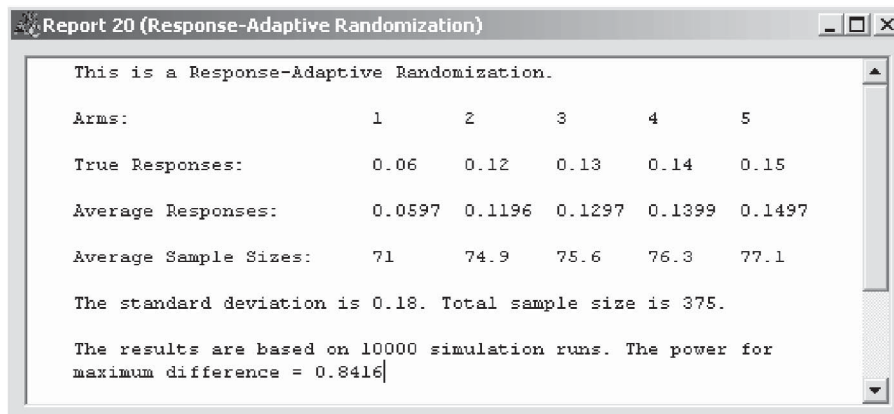 Report 20 (Response-Adaptive Randomization)
This is a Response-Adaptive Randomization.
Arms: 1 2 3 4 5
True Responses: 0.06 0.12 0.13 0.14 0.15
Average Responses: 0.0597 0.1196 0.1297 0.1399 0.1497
Average Sample Sizes: 71 74.9 75.6 76.3 77.1
The standard deviation is 0.18. Total sample size is 375.
The results are based on 10000 simulation runs. The power for
maximum difference = 0.8416